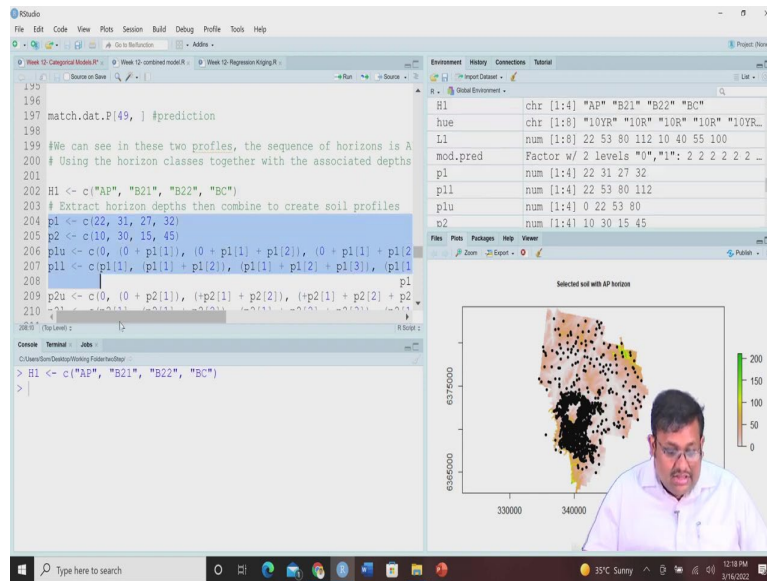 RStudio
File Edit Code View Plots Session Build Debug Profile Tools Help
Go to file/function
Addins
Project: (None
Week 12- Categorical Models.R*
Week 12- combined model.R
Week 12- Regression Kriging.R
Source on Save
Run
Source
195
196
197 match.dat.P[49, ] #prediction
198
199 #We can see in these two profles, the sequence of horizons is A
200 # Using the horizon classes together with the associated depths
201
202 H1 <- c("AP", "B21", "B22", "BC")
203 # Extract horizon depths then combine to create soil profiles
204 p1 <- c(22, 31, 27, 32)
205 p2 <- c(10, 30, 15, 45)
206 p1u <- c(0, (0 + p1[1]), (0 + p1[1] + p1[2]), (0 + p1[1] + p1[2
207 p1l <- c(p1[1], (p1[1] + p1[2]), (p1[1] + p1[2] + p1[3]), (p1[1
208 p1
209 p2u <- c(0, (0 + p2[1]), (+p2[1] + p2[2]), (+p2[1] + p2[2] + p2
210
208:10 (Top Level)
R Script
Console Terminal Jobs
C:/Users/Som/Desktop/Working Folder/twoStep/
> H1 <- c("AP", "B21", "B22", "BC")
>
Environment History Connections Tutorial
Import Dataset
List
R Global Environment
H1 chr [1:4] "AP" "B21" "B22" "BC"
hue chr [1:8] "10YR" "10R" "10R" "10R" "10YR…
L1 num [1:8] 22 53 80 112 10 40 55 100
mod.pred Factor w/ 2 levels "0","1": 2 2 2 2 2 2 …
p1 num [1:4] 22 31 27 32
p1l num [1:4] 22 53 80 112
p1u num [1:4] 0 22 53 80
p2 num [1:4] 10 30 15 45
Files Plots Packages Help Viewer
Zoom Export
Publish
Selected soil with AP horizon
6375000
6365000
330000 340000
200
150
100
50
0
Type here to search
35°C Sunny
12:18 PM
3/16/2022